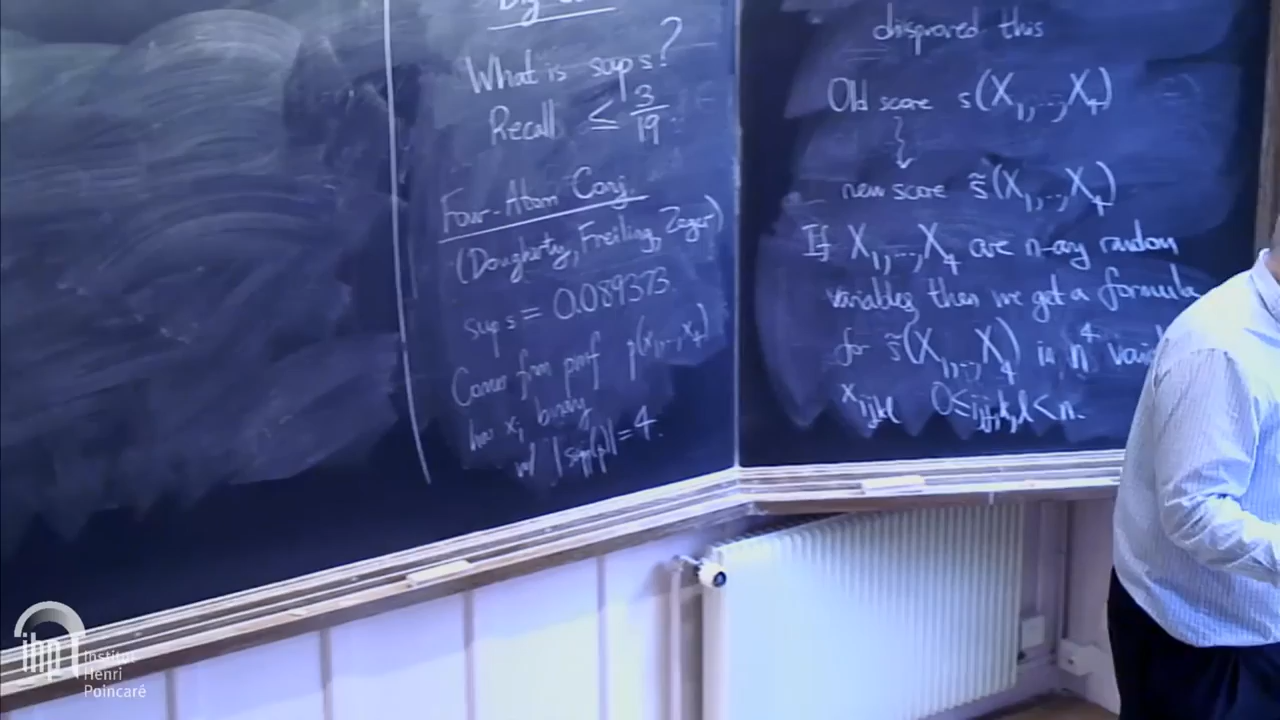 What is sup s?
Recall ≤ 3/19
Four-Atom Conj.
(Dougherty, Freiling, Zeger)
sup s = 0.089373.
Comes from pmf p(x₁,..,x₄)
has xᵢ binary
w/ |supp(p)| = 4.
disproved this
Old score s(X₁,..,X₄)
new score s̃(X₁,..,X₄)
If X₁,..,X₄ are n-ary random
variables then we get a formula
for s̃(X₁,..,X₄) in n⁴
xᵢⱼₖₗ 0≤i,j,k,l<n.
ihp Institut
Henri
Poincaré